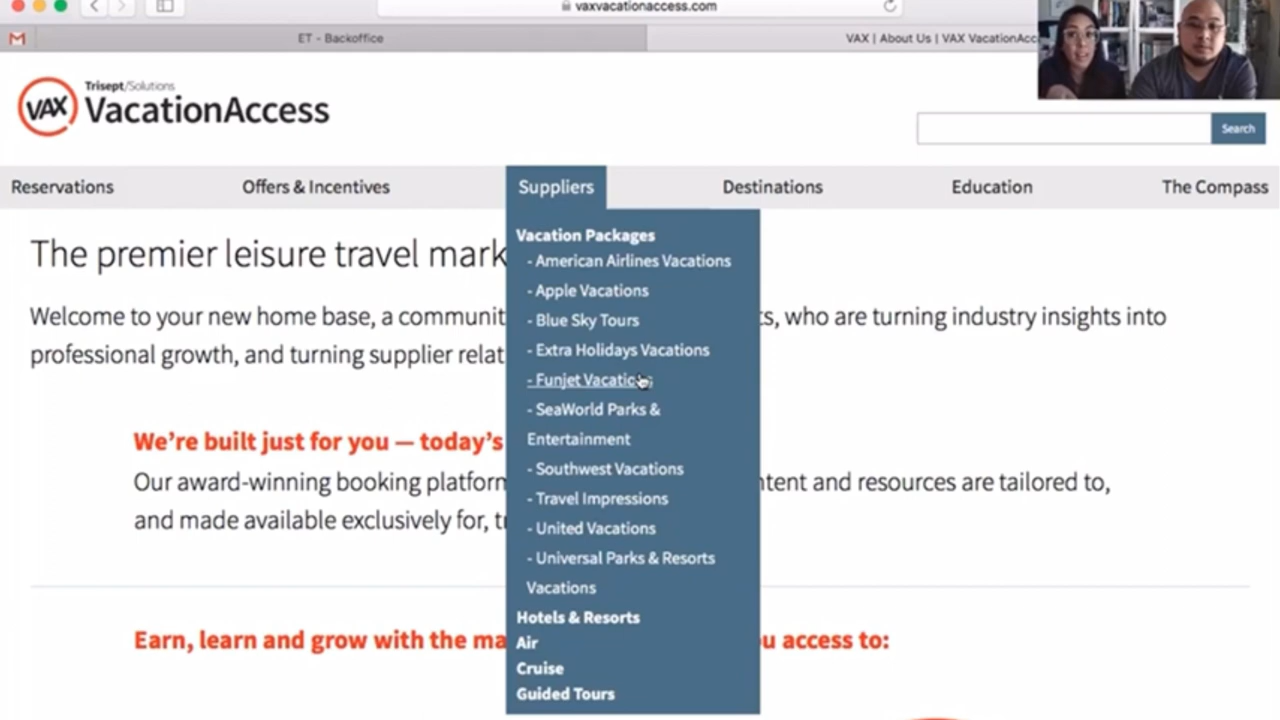 vaxvacationaccess.com
ET - Backoffice
VAX | About Us | VAX VacationAcc
Trisept/Solutions
VAX
VacationAccess
Search
Reservations
Offers & Incentives
Suppliers
Destinations
Education
The Compass
The premier leisure travel mark
Welcome to your new home base, a communit
ts, who are turning industry insights into
professional growth, and turning supplier relat
We're built just for you — today's
Our award-winning booking platform
ntent and resources are tailored to,
and made available exclusively for, tr
Earn, learn and grow with the ma
u access to:
Vacation Packages
- American Airlines Vacations
- Apple Vacations
- Blue Sky Tours
- Extra Holidays Vacations
- Funjet Vacatio
- SeaWorld Parks &
Entertainment
- Southwest Vacations
- Travel Impressions
- United Vacations
- Universal Parks & Resorts
Vacations
Hotels & Resorts
Air
Cruise
Guided Tours